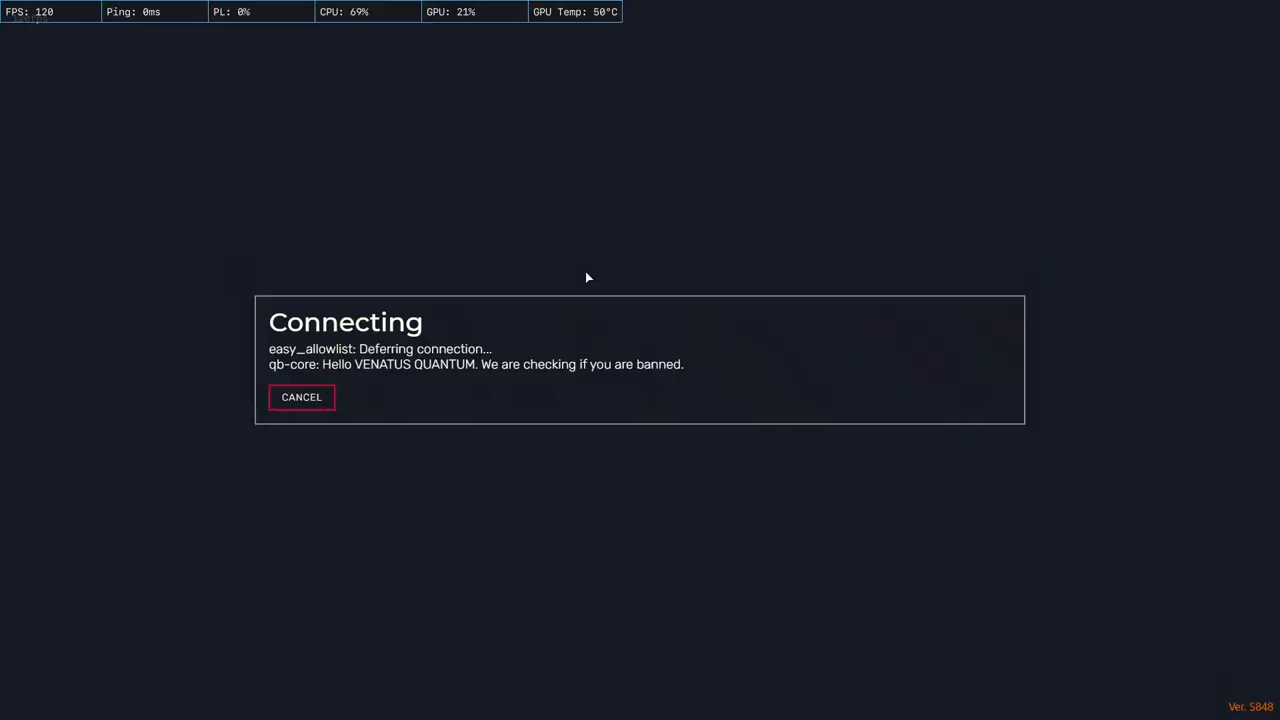 FPS: 120 Ping: 0ms PL: 0% CPU: 69% GPU: 21% GPU Temp: 50°C
Connecting
easy_allowlist: Deferring connection...
qb-core: Hello VENATUS QUANTUM. We are checking if you are banned.
CANCEL
Ver. 5848